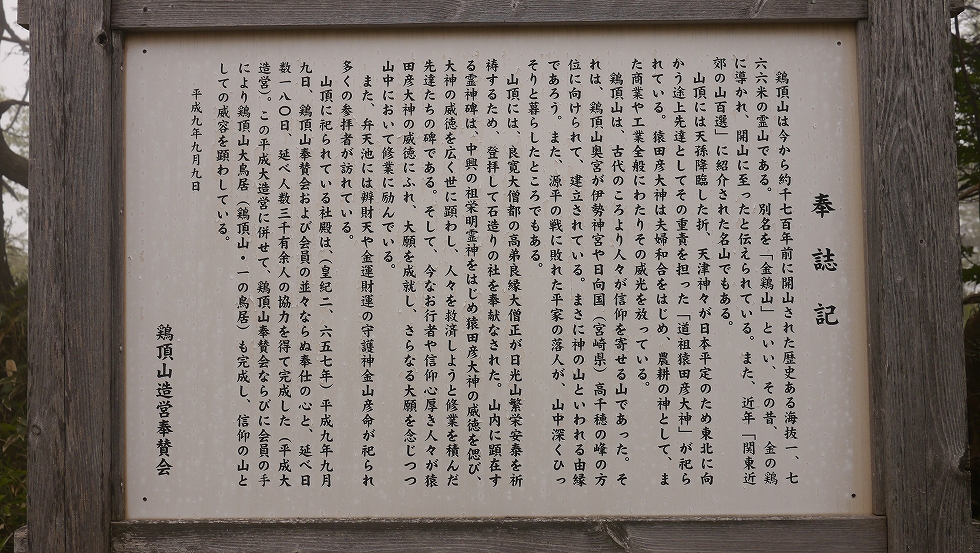 奉誌記
鶏頂山は今から約千七百年前に開山された歴史ある海抜一、七
六六米の霊山である。別名を「金鶏山」といい、その昔、金の鶏
に導かれ、開山に至ったと伝えられている。また、近年「関東近
郊の山百選」に紹介された名山でもある。
山頂には天孫降臨した折、天津神々が日本平定のため東北に向
かう途上先達としてその重責を担った「道祖猿田彦大神」が祀ら
れている。猿田彦大神は夫婦和合をはじめ、農耕の神として、ま
た商業や工業全般にわたりその威光を放っている。
鶏頂山は、古代のころより人々が信仰を寄せる山であった。そ
れは、鶏頂山奥宮が伊勢神宮や日向国（宮崎県）高千穂の峰の方
位に向けられて、建立されている。まさに神の山といわれる由縁
であろう。また、源平の戦に敗れた平家の落人が、山中深くひっ
そりと暮らしたところでもある。
山頂には、良寛大僧都の高弟良縁大僧正が日光山繁栄安泰を祈
祷するため、登拝して石造りの社を奉献なされた。山内に顕在す
る霊神碑は、中興の祖栄明霊神をはじめ猿田彦大神の威徳を偲び、
大神の威徳を広く世に顕わし、人々を救済しようと修業を積んだ
先達たちの碑である。そして、今なお行者や信仰心厚き人々が猿
田彦大神の威徳にふれ、大願を成就し、さらなる大願を念じつつ
山中において修業に励んでいる。
また、弁天池には辨財天や金運財運の守護神金山彦命が祀られ
多くの参拝者が訪れている。
山頂に祀られている社殿は、（皇紀二、六五七年）平成九年九月
九日、鶏頂山奉賛会および会員の並々ならぬ奉仕の心と、延べ日
数一八〇日、延べ人数三千有余人の協力を得て完成した（平成大
造営）。この平成大造営に併せて、鶏頂山奉賛会ならびに会員の手
により鶏頂山大鳥居（鶏頂山・一の鳥居）も完成し、信仰の山と
しての威容を顕わしている。
平成九年九月九日
鶏頂山造営奉賛会